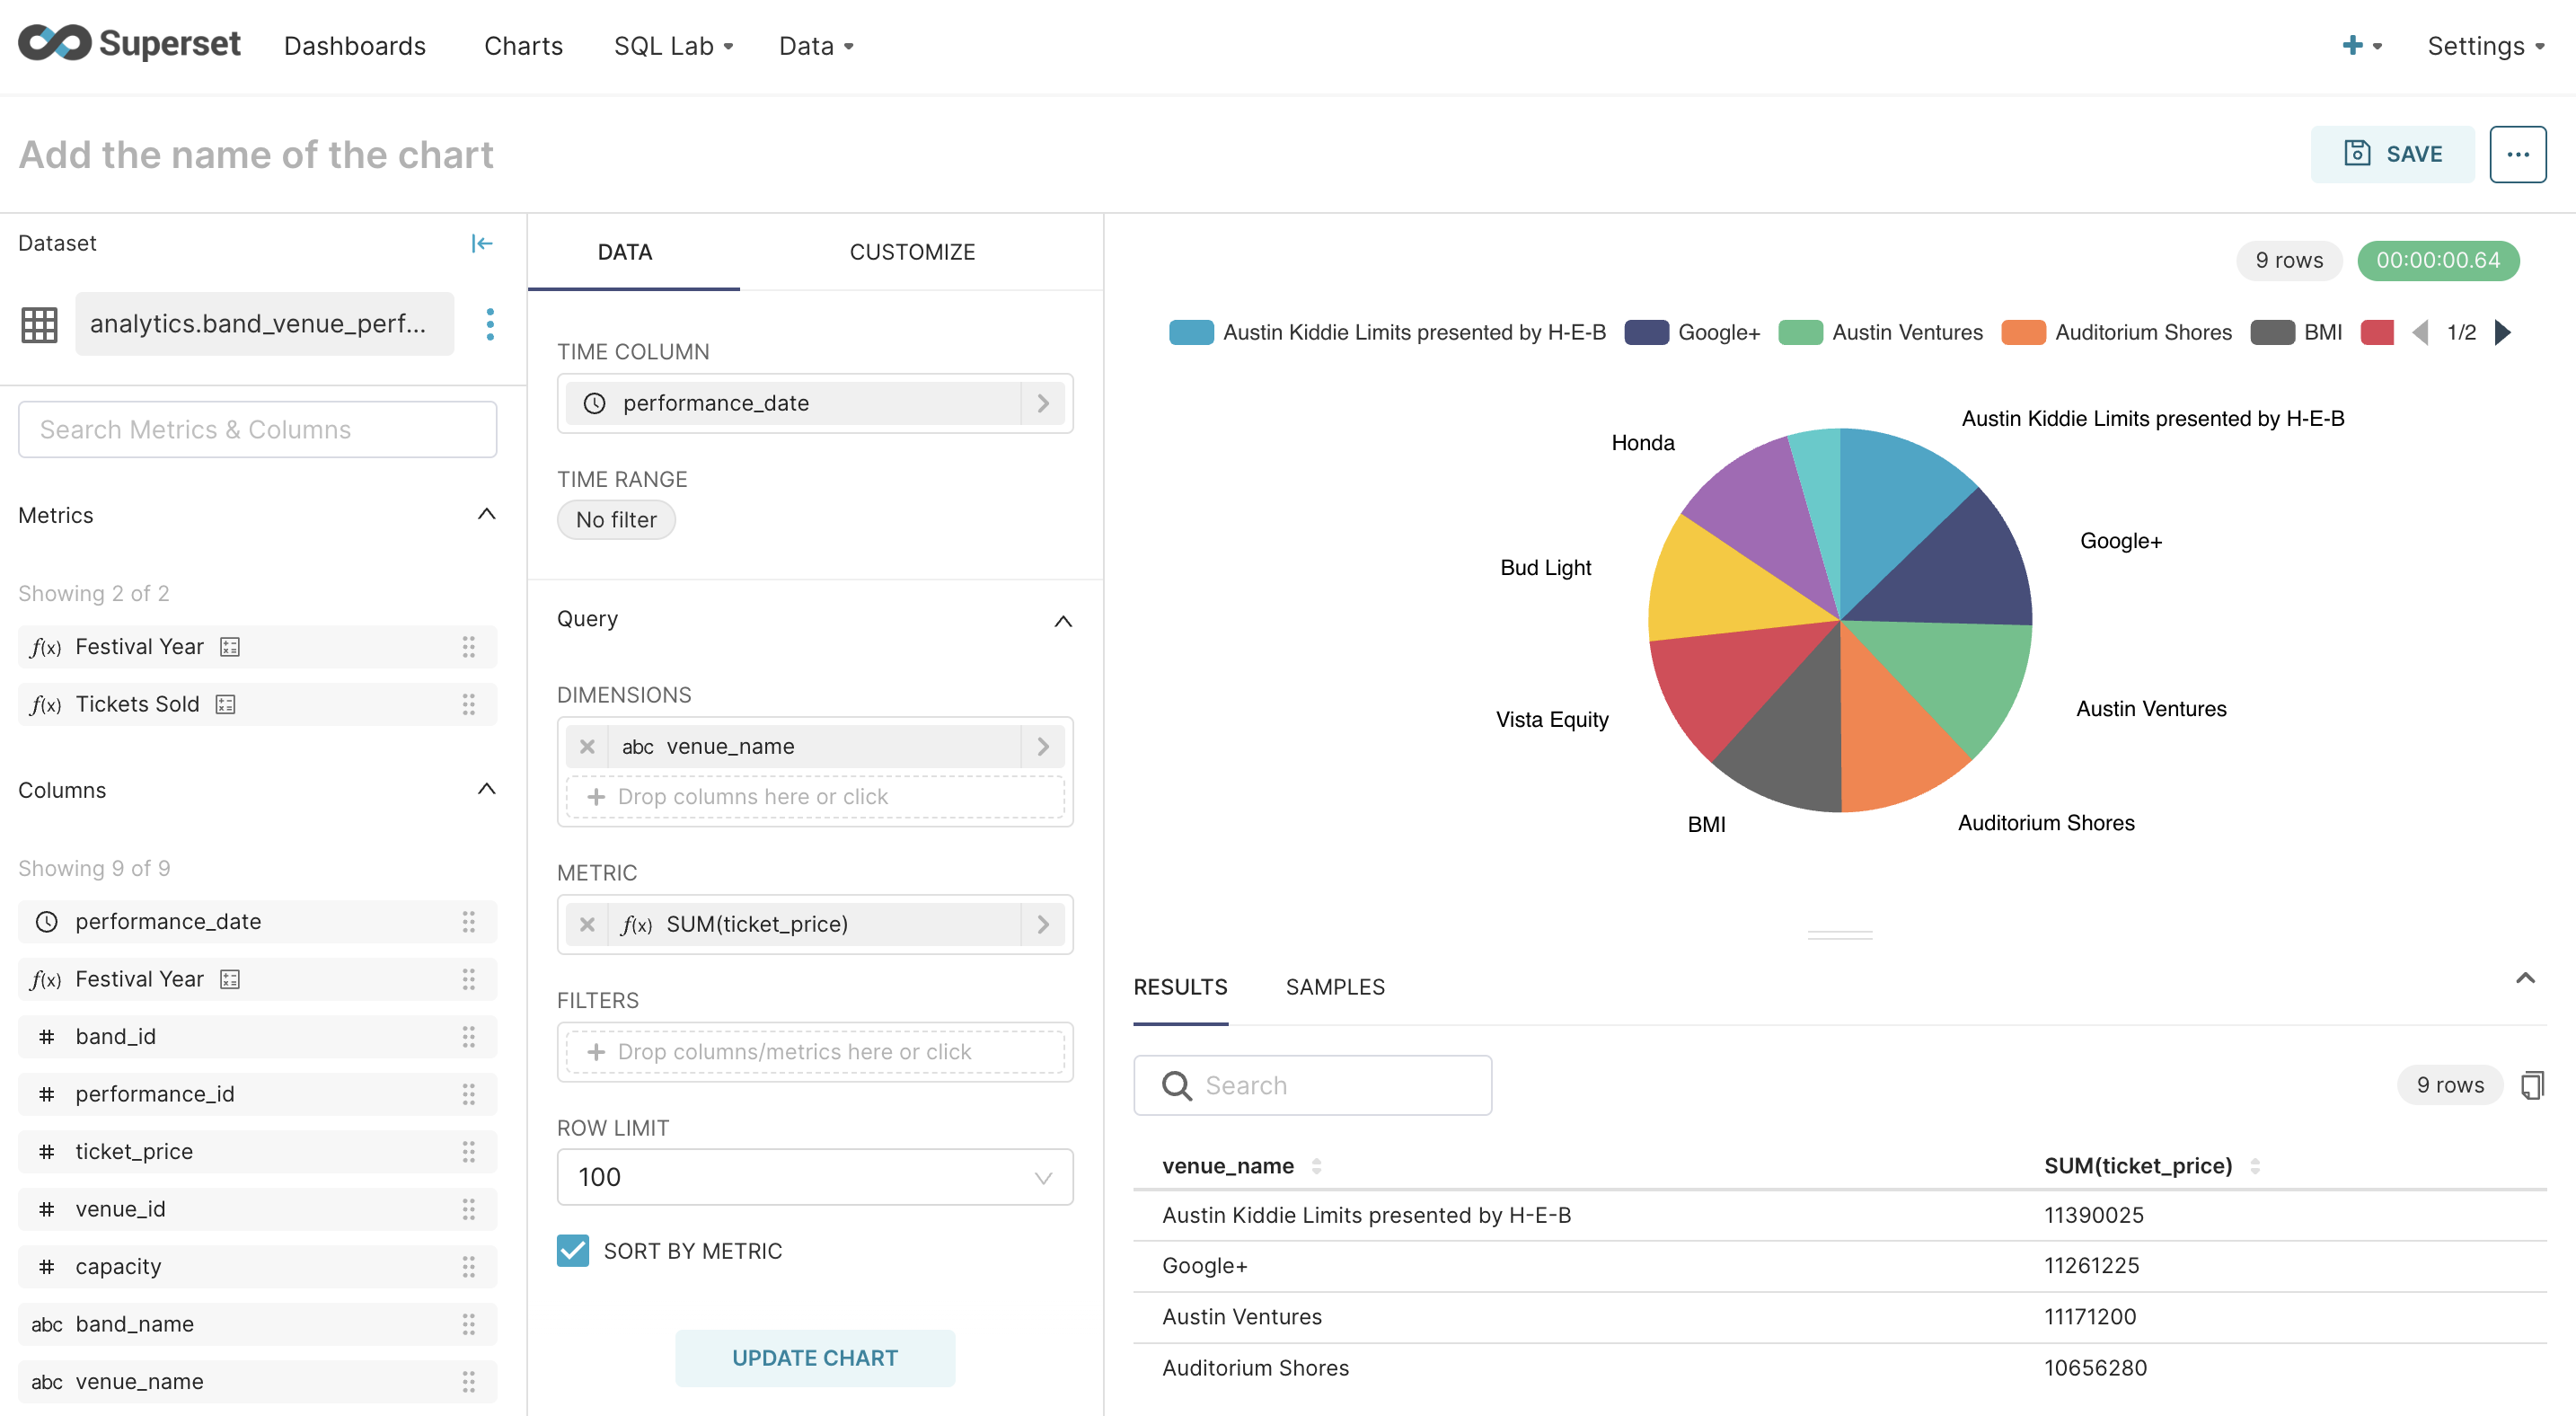 Superset Dashboards Charts SQL Lab Data Settings
Add the name of the chart
SAVE
Dataset
analytics.band_venue_perf...
Search Metrics & Columns
Metrics
Showing 2 of 2
f(x) Festival Year
f(x) Tickets Sold
Columns
Showing 9 of 9
performance_date
f(x) Festival Year
# band_id
# performance_id
# ticket_price
# venue_id
# capacity
abc band_name
abc venue_name
DATA CUSTOMIZE
TIME COLUMN
performance_date
TIME RANGE
No filter
Query
DIMENSIONS
abc venue_name
+ Drop columns here or click
METRIC
f(x) SUM(ticket_price)
FILTERS
+ Drop columns/metrics here or click
ROW LIMIT
100
SORT BY METRIC
UPDATE CHART
9 rows 00:00:00.64
Austin Kiddie Limits presented by H-E-B Google+ Austin Ventures Auditorium Shores BMI 1/2
Austin Kiddie Limits presented by H-E-B
Honda
Google+
Bud Light
Austin Ventures
Vista Equity
Auditorium Shores
BMI
RESULTS SAMPLES
Search
9 rows
venue_name SUM(ticket_price)
Austin Kiddie Limits presented by H-E-B 11390025
Google+ 11261225
Austin Ventures 11171200
Auditorium Shores 10656280